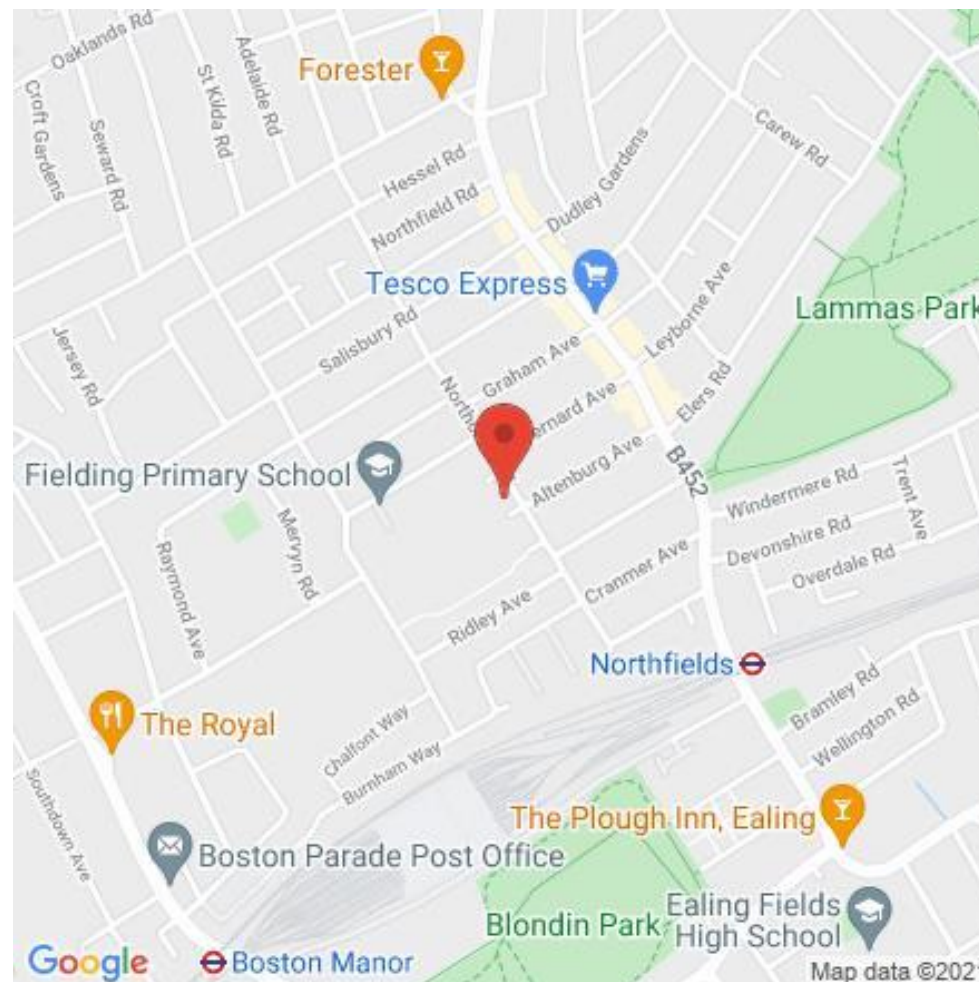 Oaklands Rd
Adelaide Rd
St Kilda Rd
Croft Gardens
Seward Rd
Forester
Carew Rd
Hessel Rd
Dudley Gardens
Northfield Rd
Tesco Express
Leyborne Ave
Lammas Park
Salisbury Rd
Jersey Rd
Graham Ave
Elers Rd
Altenburg Ave
B452
Fielding Primary School
Windermere Rd
Trent Ave
Mervyn Rd
Devonshire Rd
Raymond Ave
Cranmer Ave
Overdale Rd
Ridley Ave
Northfields
Bramley Rd
The Royal
Chalfont Way
Wellington Rd
Burnham Way
Southdown Ave
The Plough Inn, Ealing
Boston Parade Post Office
Blondin Park
Ealing Fields
High School
Google
Boston Manor
Map data ©202